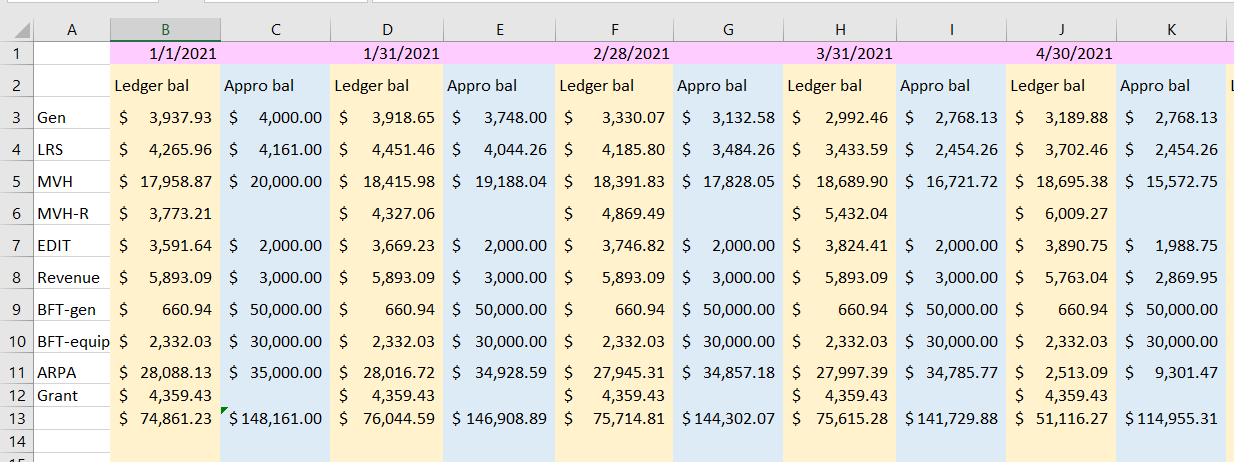 A B C D E F G H I J K
1 1/1/2021 1/31/2021 2/28/2021 3/31/2021 4/30/2021
2 Ledger bal Appro bal Ledger bal Appro bal Ledger bal Appro bal Ledger bal Appro bal Ledger bal Appro bal
3 Gen $ 3,937.93 $ 4,000.00 $ 3,918.65 $ 3,748.00 $ 3,330.07 $ 3,132.58 $ 2,992.46 $ 2,768.13 $ 3,189.88 $ 2,768.13
4 LRS $ 4,265.96 $ 4,161.00 $ 4,451.46 $ 4,044.26 $ 4,185.80 $ 3,484.26 $ 3,433.59 $ 2,454.26 $ 3,702.46 $ 2,454.26
5 MVH $ 17,958.87 $ 20,000.00 $ 18,415.98 $ 19,188.04 $ 18,391.83 $ 17,828.05 $ 18,689.90 $ 16,721.72 $ 18,695.38 $ 15,572.75
6 MVH-R $ 3,773.21 $ 4,327.06 $ 4,869.49 $ 5,432.04 $ 6,009.27
7 EDIT $ 3,591.64 $ 2,000.00 $ 3,669.23 $ 2,000.00 $ 3,746.82 $ 2,000.00 $ 3,824.41 $ 2,000.00 $ 3,890.75 $ 1,988.75
8 Revenue $ 5,893.09 $ 3,000.00 $ 5,893.09 $ 3,000.00 $ 5,893.09 $ 3,000.00 $ 5,893.09 $ 3,000.00 $ 5,763.04 $ 2,869.95
9 BFT-gen $ 660.94 $ 50,000.00 $ 660.94 $ 50,000.00 $ 660.94 $ 50,000.00 $ 660.94 $ 50,000.00 $ 660.94 $ 50,000.00
10 BFT-equip $ 2,332.03 $ 30,000.00 $ 2,332.03 $ 30,000.00 $ 2,332.03 $ 30,000.00 $ 2,332.03 $ 30,000.00 $ 2,332.03 $ 30,000.00
11 ARPA $ 28,088.13 $ 35,000.00 $ 28,016.72 $ 34,928.59 $ 27,945.31 $ 34,857.18 $ 27,997.39 $ 34,785.77 $ 2,513.09 $ 9,301.47
12 Grant $ 4,359.43 $ 4,359.43 $ 4,359.43 $ 4,359.43 $ 4,359.43
13 $ 74,861.23 $ 148,161.00 $ 76,044.59 $ 146,908.89 $ 75,714.81 $ 144,302.07 $ 75,615.28 $ 141,729.88 $ 51,116.27 $ 114,955.31
14